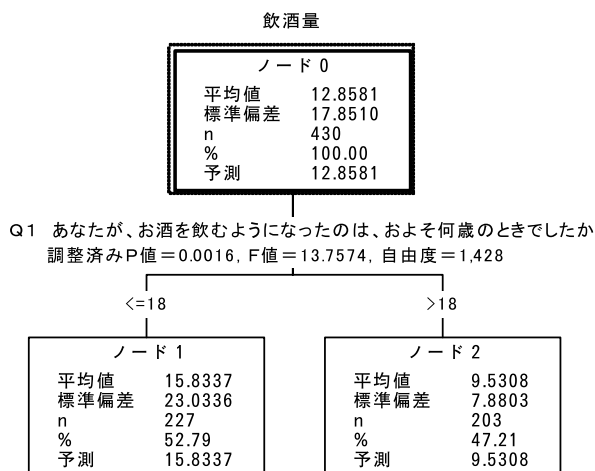 飲酒量
ノード 0
平均値 12.8581
標準偏差 17.8510
n 430
% 100.00
予測 12.8581
Q1 あなたが、お酒を飲むようになったのは、およそ何歳のときでしたか
調整済みP値＝0.0016, F値＝13.7574, 自由度＝1,428
<=18
>18
ノード 1
平均値 15.8337
標準偏差 23.0336
n 227
% 52.79
予測 15.8337
ノード 2
平均値 9.5308
標準偏差 7.8803
n 203
% 47.21
予測 9.5308